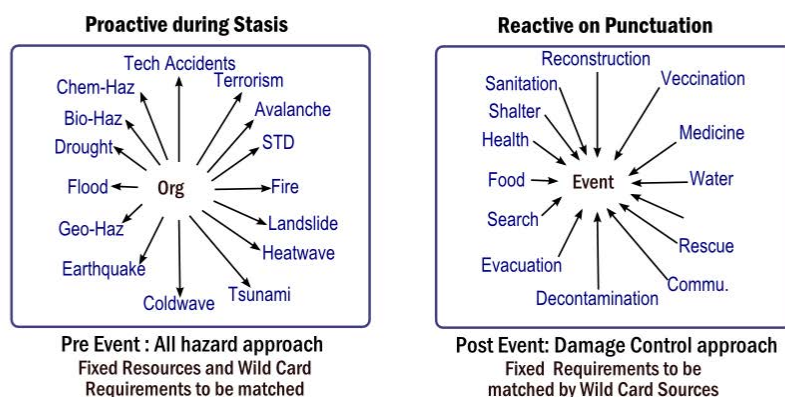 Proactive during Stasis
Tech Accidents
Chem-Haz
Terrorism
Bio-Haz
Avalanche
Drought
STD
Flood
Org
Fire
Geo-Haz
Landslide
Earthquake
Heatwave
Coldwave
Tsunami
Pre Event : All hazard approach
Fixed Resources and Wild Card
Requirements to be matched
Reactive on Punctuation
Reconstruction
Sanitation
Veccination
Shalter
Health
Medicine
Food
Event
Water
Search
Rescue
Evacuation
Commu.
Decontamination
Post Event: Damage Control approach
Fixed Requirements to be
matched by Wild Card Sources